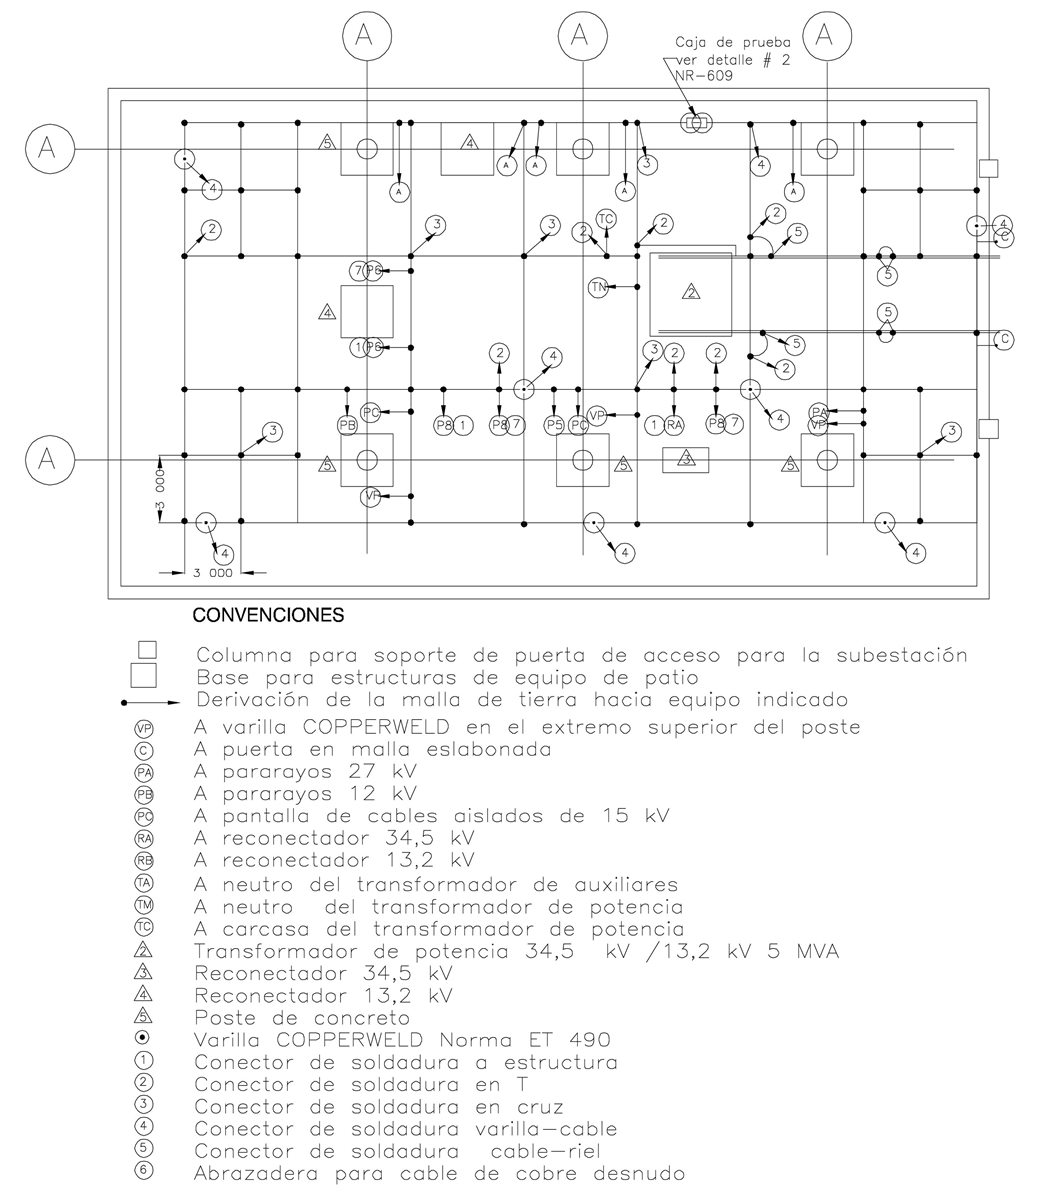 A A A
Caja de prueba
ver detalle # 2
NR-609
A
5 4 A A 3 4
4 A A A
2 3 3 2 TC 2 2 5 4 C
7 P6 TN 2 5
4 5
1 P6 2 4 3 2 2 5 2 C
PB PC P8 1 P8 7 P5 PC VP 1 RA P8 7 4 PA VP
3 3
A
5 5 3 5
3 000
VP
4 4 4
3 000
CONVENCIONES
Columna para soporte de puerta de acceso para la subestación
Base para estructuras de equipo de patio
Derivación de la malla de tierra hacia equipo indicado
VP A varilla COPPERWELD en el extremo superior del poste
C A puerta en malla eslabonada
PA A pararayos 27 kV
PB A pararayos 12 kV
PC A pantalla de cables aislados de 15 kV
RA A reconectador 34,5 kV
RB A reconectador 13,2 kV
TA A neutro del transformador de auxiliares
TM A neutro del transformador de potencia
TC A carcasa del transformador de potencia
2 Transformador de potencia 34,5 kV /13,2 kV 5 MVA
3 Reconectador 34,5 kV
4 Reconectador 13,2 kV
5 Poste de concreto
Varilla COPPERWELD Norma ET 490
1 Conector de soldadura a estructura
2 Conector de soldadura en T
3 Conector de soldadura en cruz
4 Conector de soldadura varilla-cable
5 Conector de soldadura cable-riel
6 Abrazadera para cable de cobre desnudo